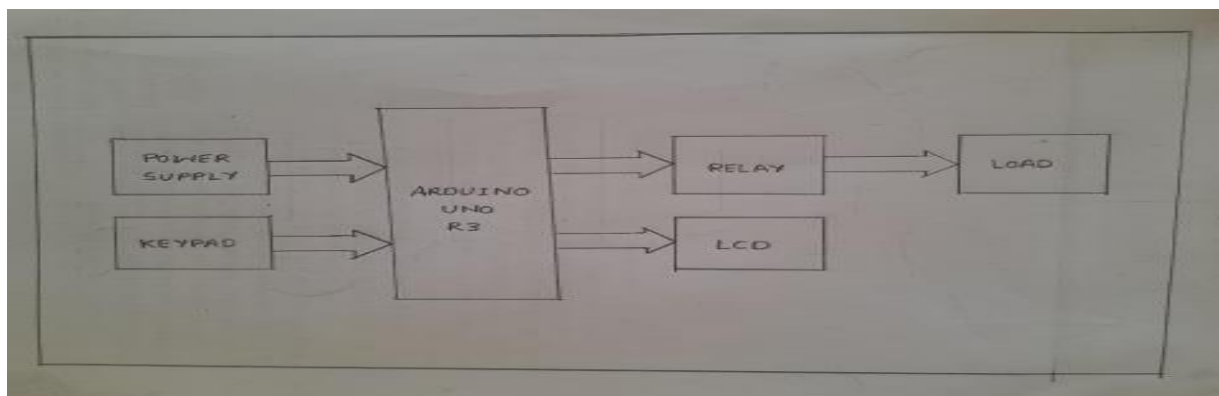 POWER
SUPPLY
KEYPAD
ARDUINO
UNO
R3
RELAY
LCD
LOAD